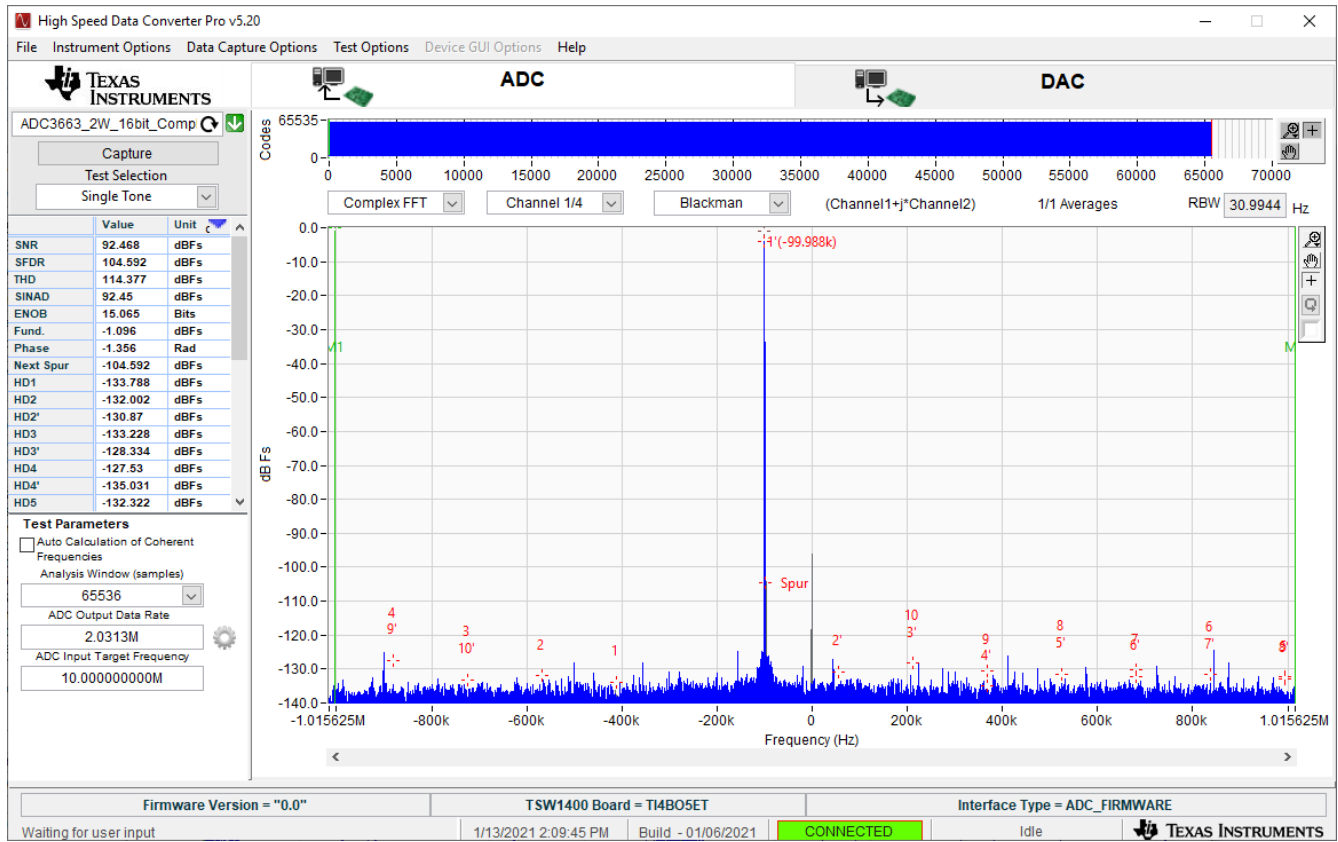 High Speed Data Converter Pro v5.20
File Instrument Options Data Capture Options Test Options Device GUI Options Help
TEXAS INSTRUMENTS
ADC
DAC
ADC3663_2W_16bit_Comp
Capture
Test Selection
Single Tone
Value Unit
SNR 92.468 dBFs
SFDR 104.592 dBFs
THD 114.377 dBFs
SINAD 92.45 dBFs
ENOB 15.065 Bits
Fund. -1.096 dBFs
Phase -1.356 Rad
Next Spur -104.592 dBFs
HD1 -133.788 dBFs
HD2 -132.002 dBFs
HD2' -130.87 dBFs
HD3 -133.228 dBFs
HD3' -128.334 dBFs
HD4 -127.53 dBFs
HD4' -135.031 dBFs
HD5 -132.322 dBFs
Test Parameters
Auto Calculation of Coherent
Frequencies
Analysis Window (samples)
65536
ADC Output Data Rate
2.0313M
ADC Input Target Frequency
10.000000000M
Codes
65535
0
0 5000 10000 15000 20000 25000 30000 35000 40000 45000 50000 55000 60000 65000 70000
Complex FFT Channel 1/4 Blackman (Channel1+j*Channel2) 1/1 Averages RBW 30.9944 Hz
dB Fs
0.0
-10.0
-20.0
-30.0
-40.0
-50.0
-60.0
-70.0
-80.0
-90.0
-100.0
-110.0
-120.0
-130.0
-140.0
1'(-99.988k)
M1
M
Spur
4
9'
3
10'
2
1
2'
10
3'
9
4'
8
5'
7
6'
6
7'
-1.015625M -800k -600k -400k -200k 0 200k 400k 600k 800k 1.015625M
Frequency (Hz)
Firmware Version = "0.0" TSW1400 Board = TI4BO5ET Interface Type = ADC_FIRMWARE
Waiting for user input 1/13/2021 2:09:45 PM Build - 01/06/2021 CONNECTED Idle TEXAS INSTRUMENTS